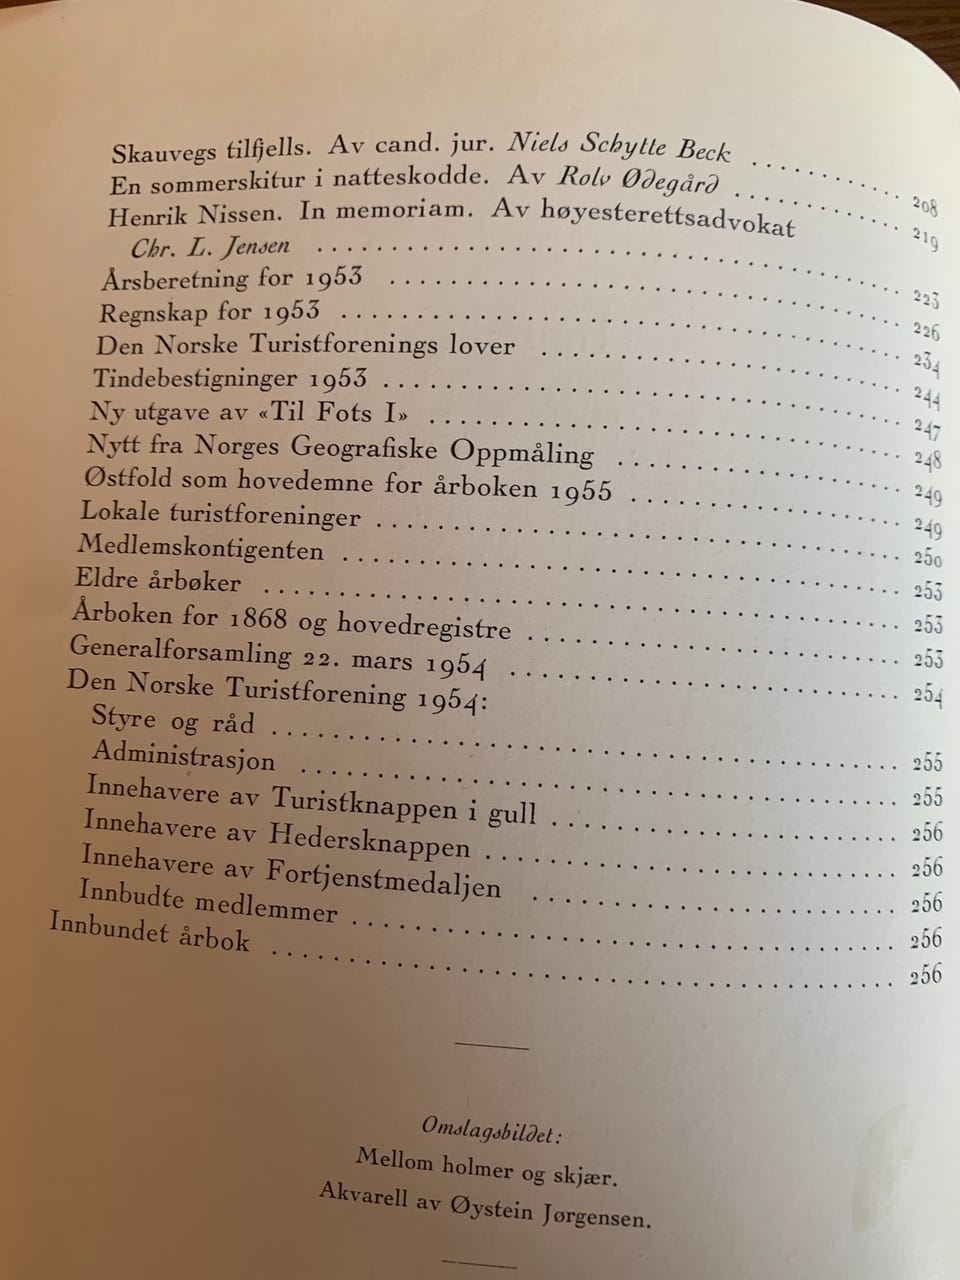 Skauvegs tilfjells. Av cand. jur. Niels Schytte Beck ........... 208
En sommerskitur i natteskodde. Av Rolv Ødegård ............ 219
Henrik Nissen. In memoriam. Av høyesterettsadvokat
Chr. L. Jensen .................................. 223
Årsberetning for 1953 .............................. 226
Regnskap for 1953 ................................. 234
Den Norske Turistforenings lover ..................... 244
Tindebestigninger 1953 .............................. 247
Ny utgave av «Til Fots I» ........................... 248
Nytt fra Norges Geografiske Oppmåling ................ 249
Østfold som hovedemne for årboken 1955 ............... 249
Lokale turistforeninger .............................. 250
Medlemskontigenten ................................ 253
Eldre årbøker ..................................... 253
Årboken for 1868 og hovedregistre ..................... 253
Generalforsamling 22. mars 1954 ...................... 254
Den Norske Turistforening 1954:
Styre og råd .................................... 255
Administrasjon .................................. 255
Innehavere av Turistknappen i gull ................... 256
Innehavere av Hedersknappen ....................... 256
Innehavere av Fortjenstmedaljen .................... 256
Innbudte medlemmer ............................... 256
Innbundet årbok ................................... 256
Omslagsbildet:
Mellom holmer og skjær.
Akvarell av Øystein Jørgensen.